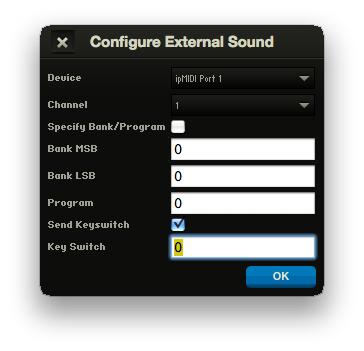 Configure External Sound
Device ipMIDI Port 1
Channel 1
Specify Bank/Program
Bank MSB 0
Bank LSB 0
Program 0
Send Keyswitch
Key Switch 0
OK